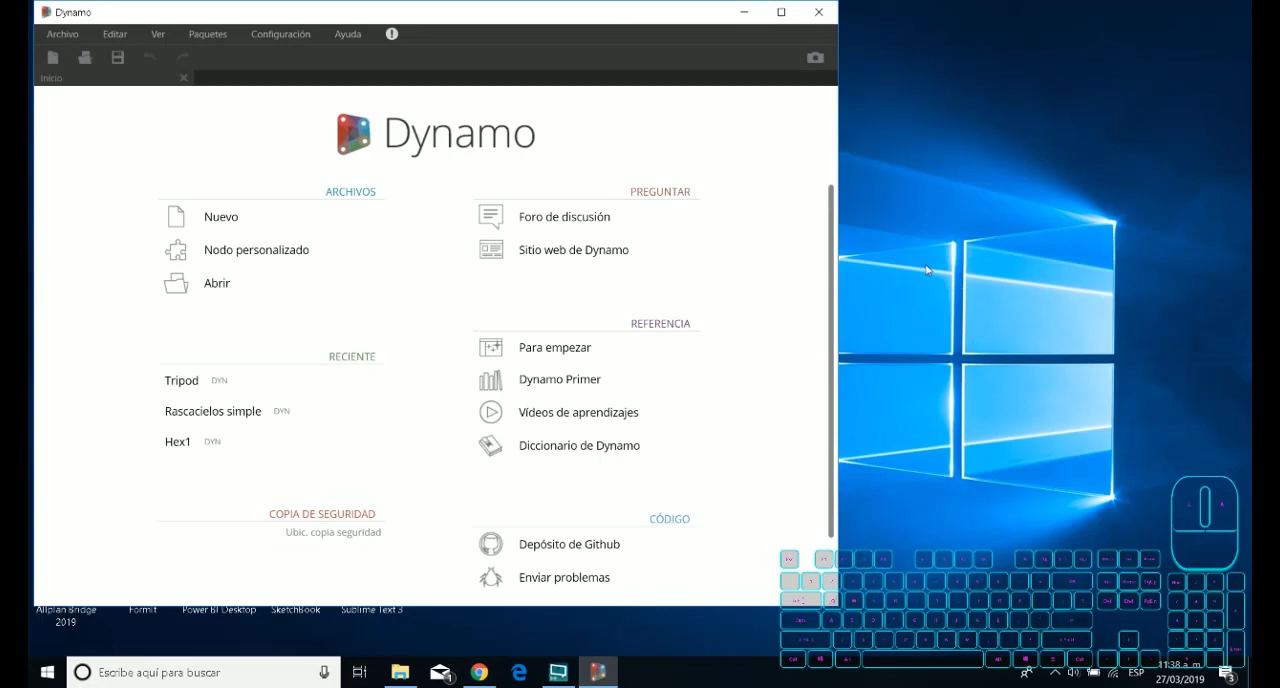 Dynamo
Archivo Editar Ver Paquetes Configuración Ayuda
Inicio
Dynamo
ARCHIVOS
Nuevo
Nodo personalizado
Abrir
RECIENTE
Tripod DYN
Rascacielos simple DYN
Hex1 DYN
COPIA DE SEGURIDAD
Ubic. copia seguridad
PREGUNTAR
Foro de discusión
Sitio web de Dynamo
REFERENCIA
Para empezar
Dynamo Primer
Vídeos de aprendizajes
Diccionario de Dynamo
CÓDIGO
Depósito de Github
Enviar problemas
Allplan Bridge
2019
Formit
Power BI Desktop
SketchBook
Sublime Text 3
Escribe aquí para buscar
ESP
11:38 a. m.
27/03/2019